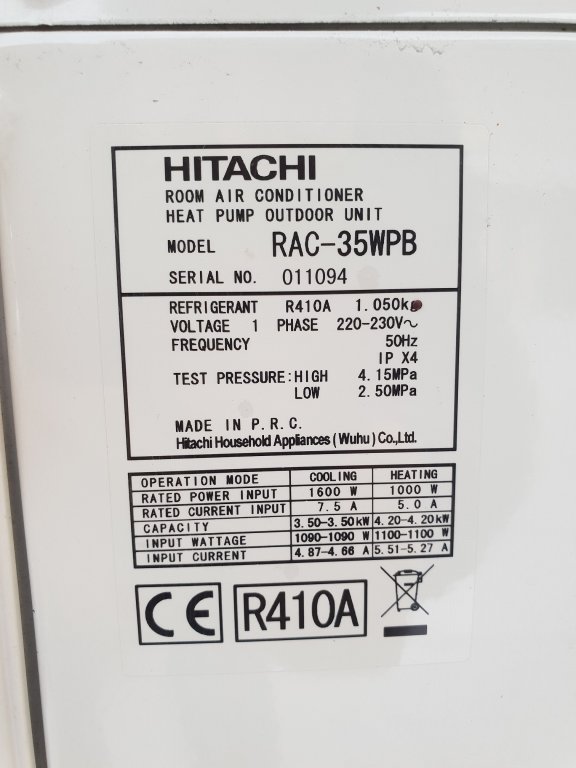 HITACHI
ROOM AIR CONDITIONER
HEAT PUMP OUTDOOR UNIT
MODEL RAC-35WPB
SERIAL NO. 011094
REFRIGERANT R410A 1.050kg
VOLTAGE 1 PHASE 220-230V~
FREQUENCY 50Hz
IP X4
TEST PRESSURE:HIGH 4.15MPa
LOW 2.50MPa
MADE IN P.R.C.
Hitachi Household Appliances (Wuhu) Co.,Ltd.
OPERATION MODE COOLING HEATING
RATED POWER INPUT 1600 W 1000 W
RATED CURRENT INPUT 7.5 A 5.0 A
CAPACITY 3.50-3.50kW 4.20-4.20kW
INPUT WATTAGE 1090-1090 W 1100-1100 W
INPUT CURRENT 4.87-4.66 A 5.51-5.27 A
CE R410A